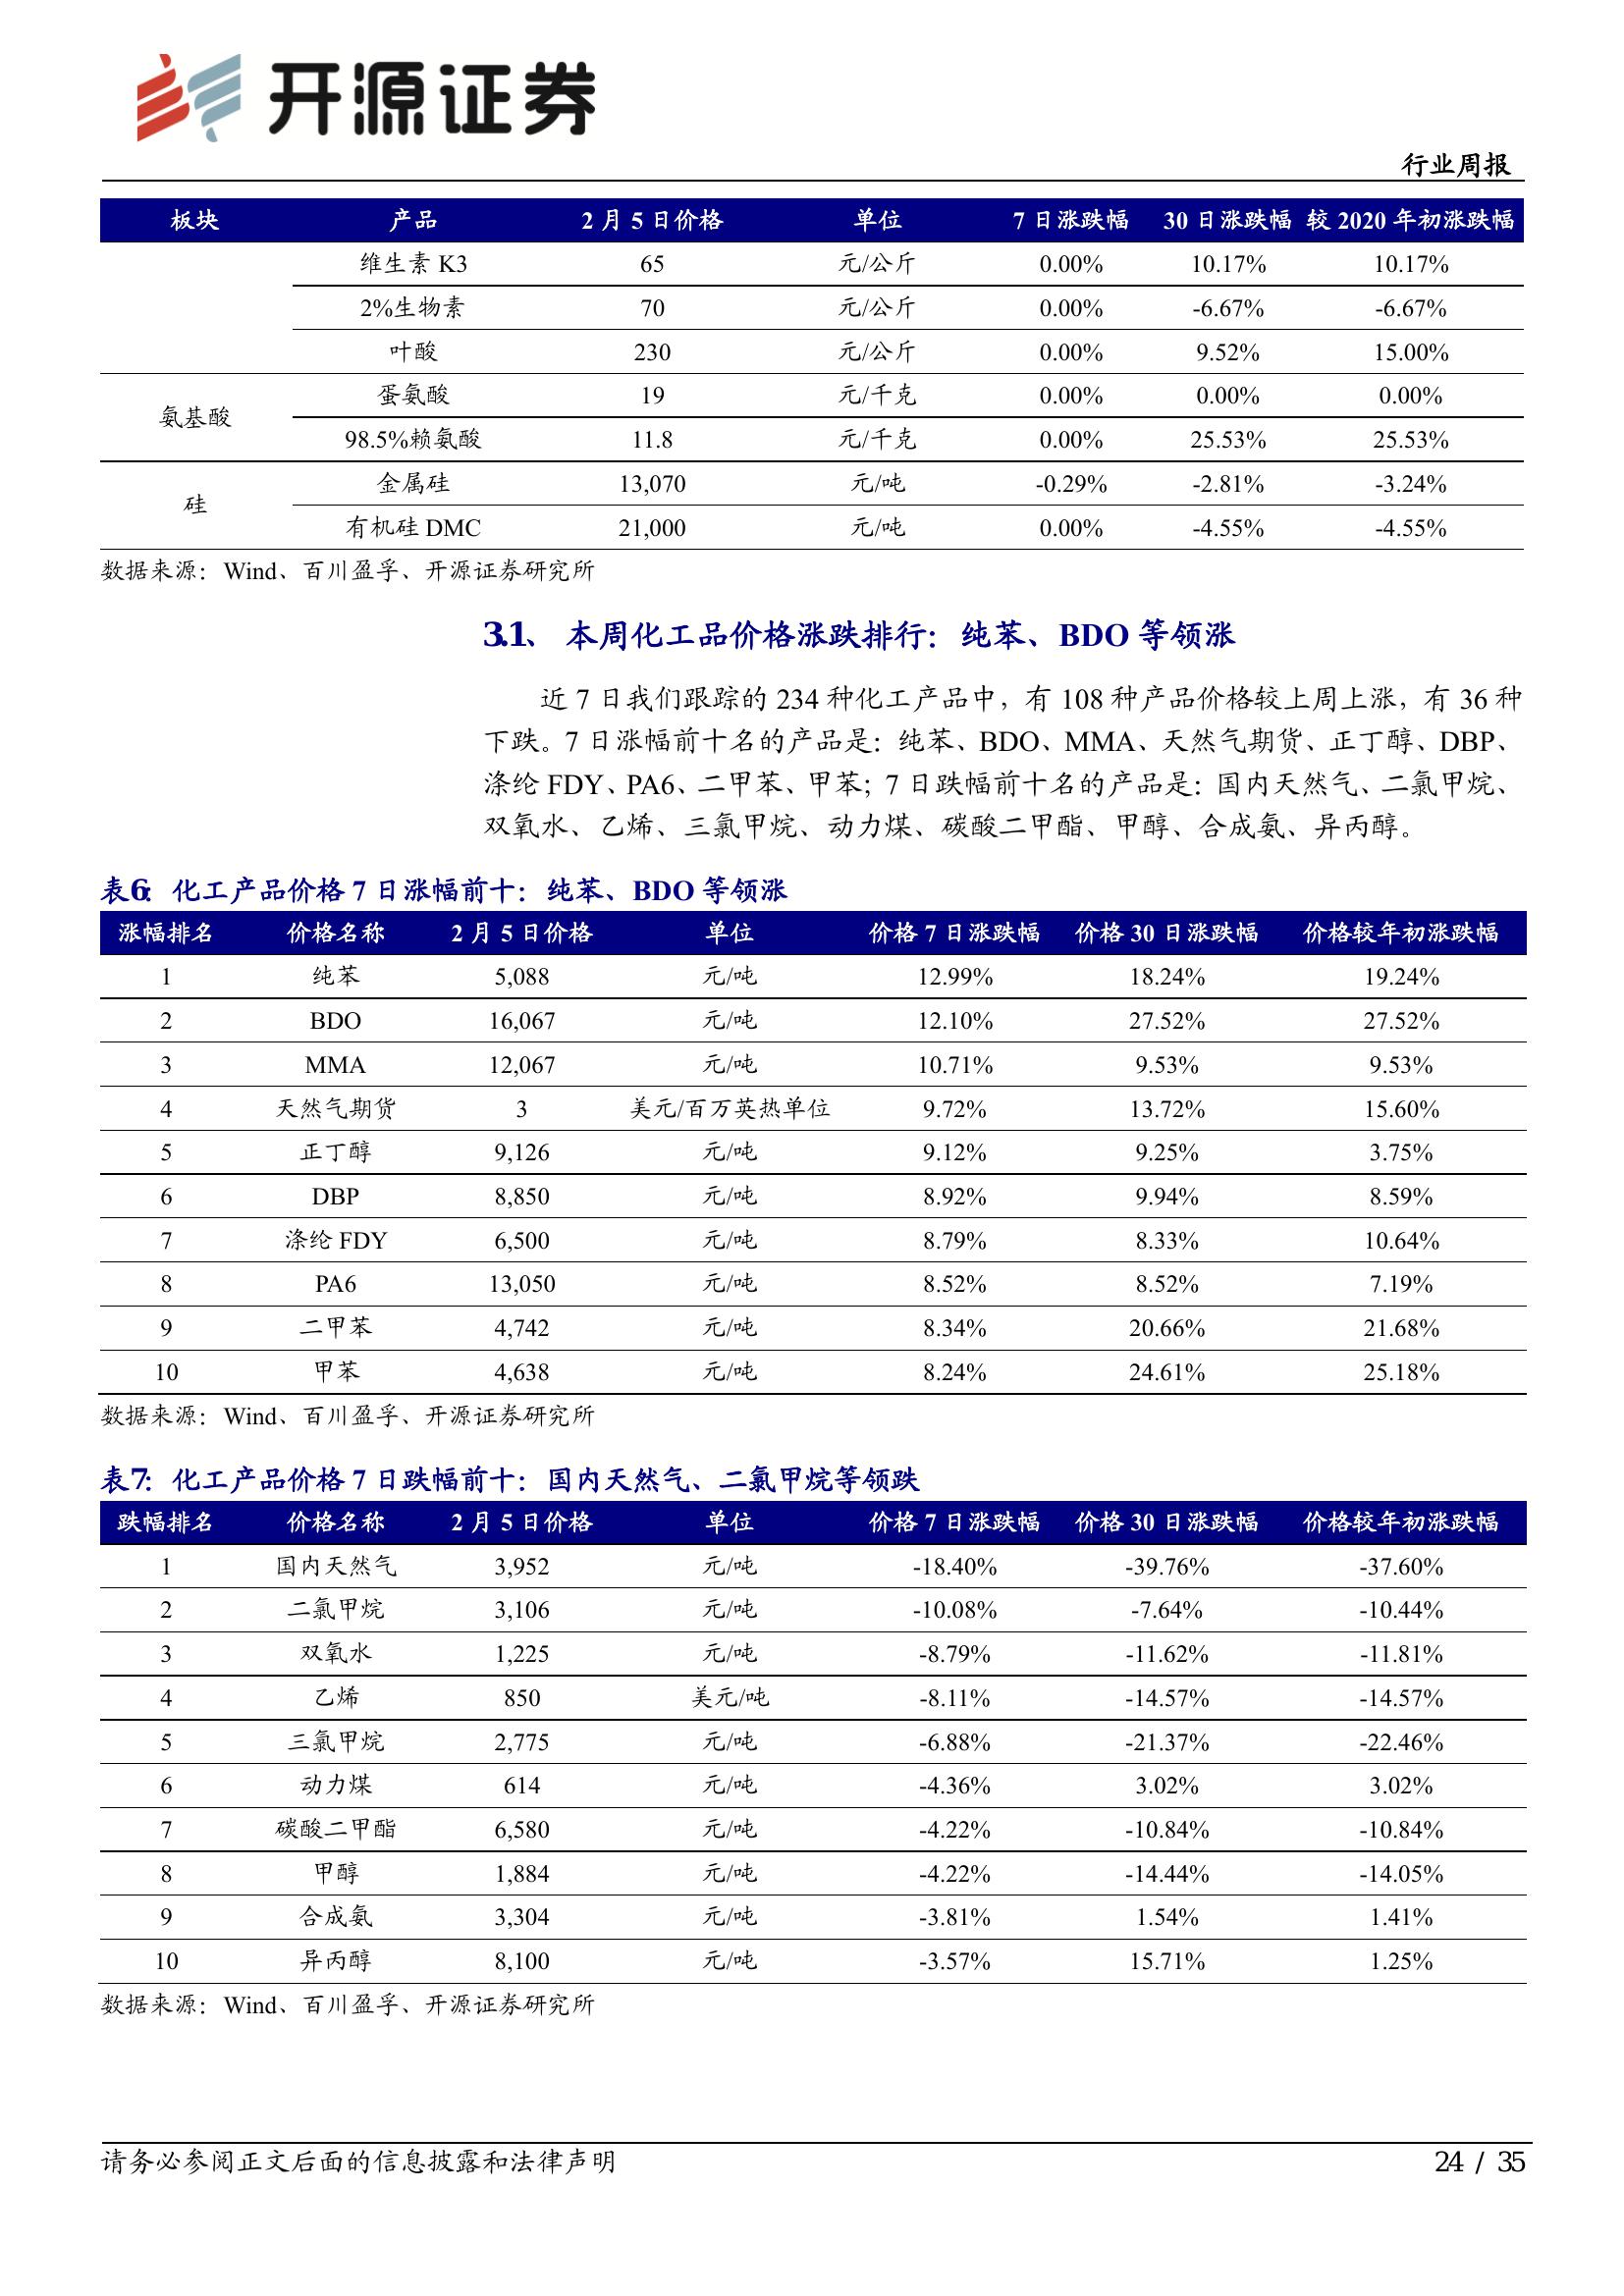 开源证券
行业周报
板块 产品 2 月 5 日价格 单位 7 日涨跌幅 30 日涨跌幅 较 2020 年初涨跌幅
维生素 K3 65 元/公斤 0.00% 10.17% 10.17%
2%生物素 70 元/公斤 0.00% -6.67% -6.67%
叶酸 230 元/公斤 0.00% 9.52% 15.00%
氨基酸 蛋氨酸 19 元/千克 0.00% 0.00% 0.00%
98.5%赖氨酸 11.8 元/千克 0.00% 25.53% 25.53%
硅 金属硅 13,070 元/吨 -0.29% -2.81% -3.24%
有机硅 DMC 21,000 元/吨 0.00% -4.55% -4.55%
数据来源：Wind、百川盈孚、开源证券研究所
3.1、 本周化工品价格涨跌排行：纯苯、BDO 等领涨
近 7 日我们跟踪的 234 种化工产品中，有 108 种产品价格较上周上涨，有 36 种
下跌。7 日涨幅前十名的产品是：纯苯、BDO、MMA、天然气期货、正丁醇、DBP、
涤纶 FDY、PA6、二甲苯、甲苯；7 日跌幅前十名的产品是：国内天然气、二氯甲烷、
双氧水、乙烯、三氯甲烷、动力煤、碳酸二甲酯、甲醇、合成氨、异丙醇。
表6：化工产品价格 7 日涨幅前十：纯苯、BDO 等领涨
涨幅排名 价格名称 2 月 5 日价格 单位 价格 7 日涨跌幅 价格 30 日涨跌幅 价格较年初涨跌幅
1 纯苯 5,088 元/吨 12.99% 18.24% 19.24%
2 BDO 16,067 元/吨 12.10% 27.52% 27.52%
3 MMA 12,067 元/吨 10.71% 9.53% 9.53%
4 天然气期货 3 美元/百万英热单位 9.72% 13.72% 15.60%
5 正丁醇 9,126 元/吨 9.12% 9.25% 3.75%
6 DBP 8,850 元/吨 8.92% 9.94% 8.59%
7 涤纶 FDY 6,500 元/吨 8.79% 8.33% 10.64%
8 PA6 13,050 元/吨 8.52% 8.52% 7.19%
9 二甲苯 4,742 元/吨 8.34% 20.66% 21.68%
10 甲苯 4,638 元/吨 8.24% 24.61% 25.18%
数据来源：Wind、百川盈孚、开源证券研究所
表7：化工产品价格 7 日跌幅前十：国内天然气、二氯甲烷等领跌
跌幅排名 价格名称 2 月 5 日价格 单位 价格 7 日涨跌幅 价格 30 日涨跌幅 价格较年初涨跌幅
1 国内天然气 3,952 元/吨 -18.40% -39.76% -37.60%
2 二氯甲烷 3,106 元/吨 -10.08% -7.64% -10.44%
3 双氧水 1,225 元/吨 -8.79% -11.62% -11.81%
4 乙烯 850 美元/吨 -8.11% -14.57% -14.57%
5 三氯甲烷 2,775 元/吨 -6.88% -21.37% -22.46%
6 动力煤 614 元/吨 -4.36% 3.02% 3.02%
7 碳酸二甲酯 6,580 元/吨 -4.22% -10.84% -10.84%
8 甲醇 1,884 元/吨 -4.22% -14.44% -14.05%
9 合成氨 3,304 元/吨 -3.81% 1.54% 1.41%
10 异丙醇 8,100 元/吨 -3.57% 15.71% 1.25%
数据来源：Wind、百川盈孚、开源证券研究所
请务必参阅正文后面的信息披露和法律声明 24 / 35